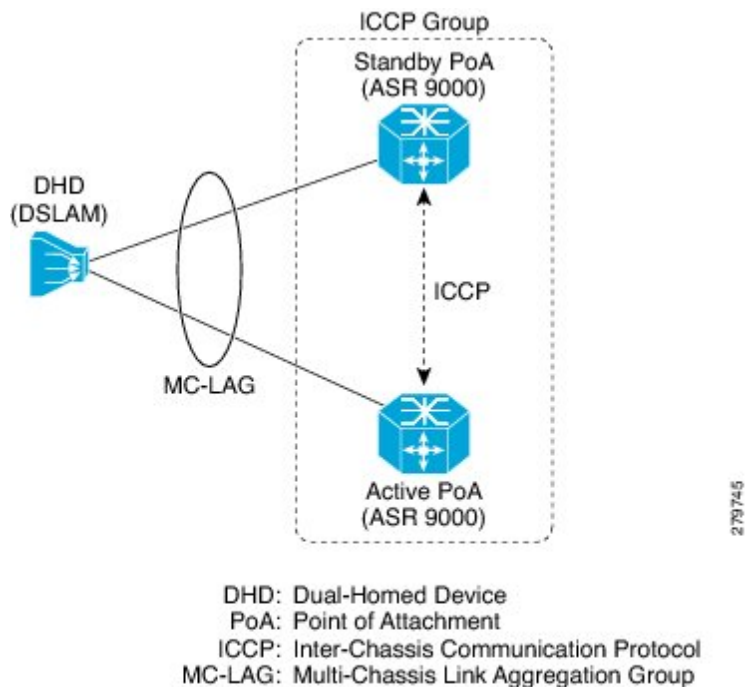 ICCP Group
Standby PoA
(ASR 9000)
DHD
(DSLAM)
ICCP
MC-LAG
Active PoA
(ASR 9000)
279745
DHD: Dual-Homed Device
PoA: Point of Attachment
ICCP: Inter-Chassis Communication Protocol
MC-LAG: Multi-Chassis Link Aggregation Group